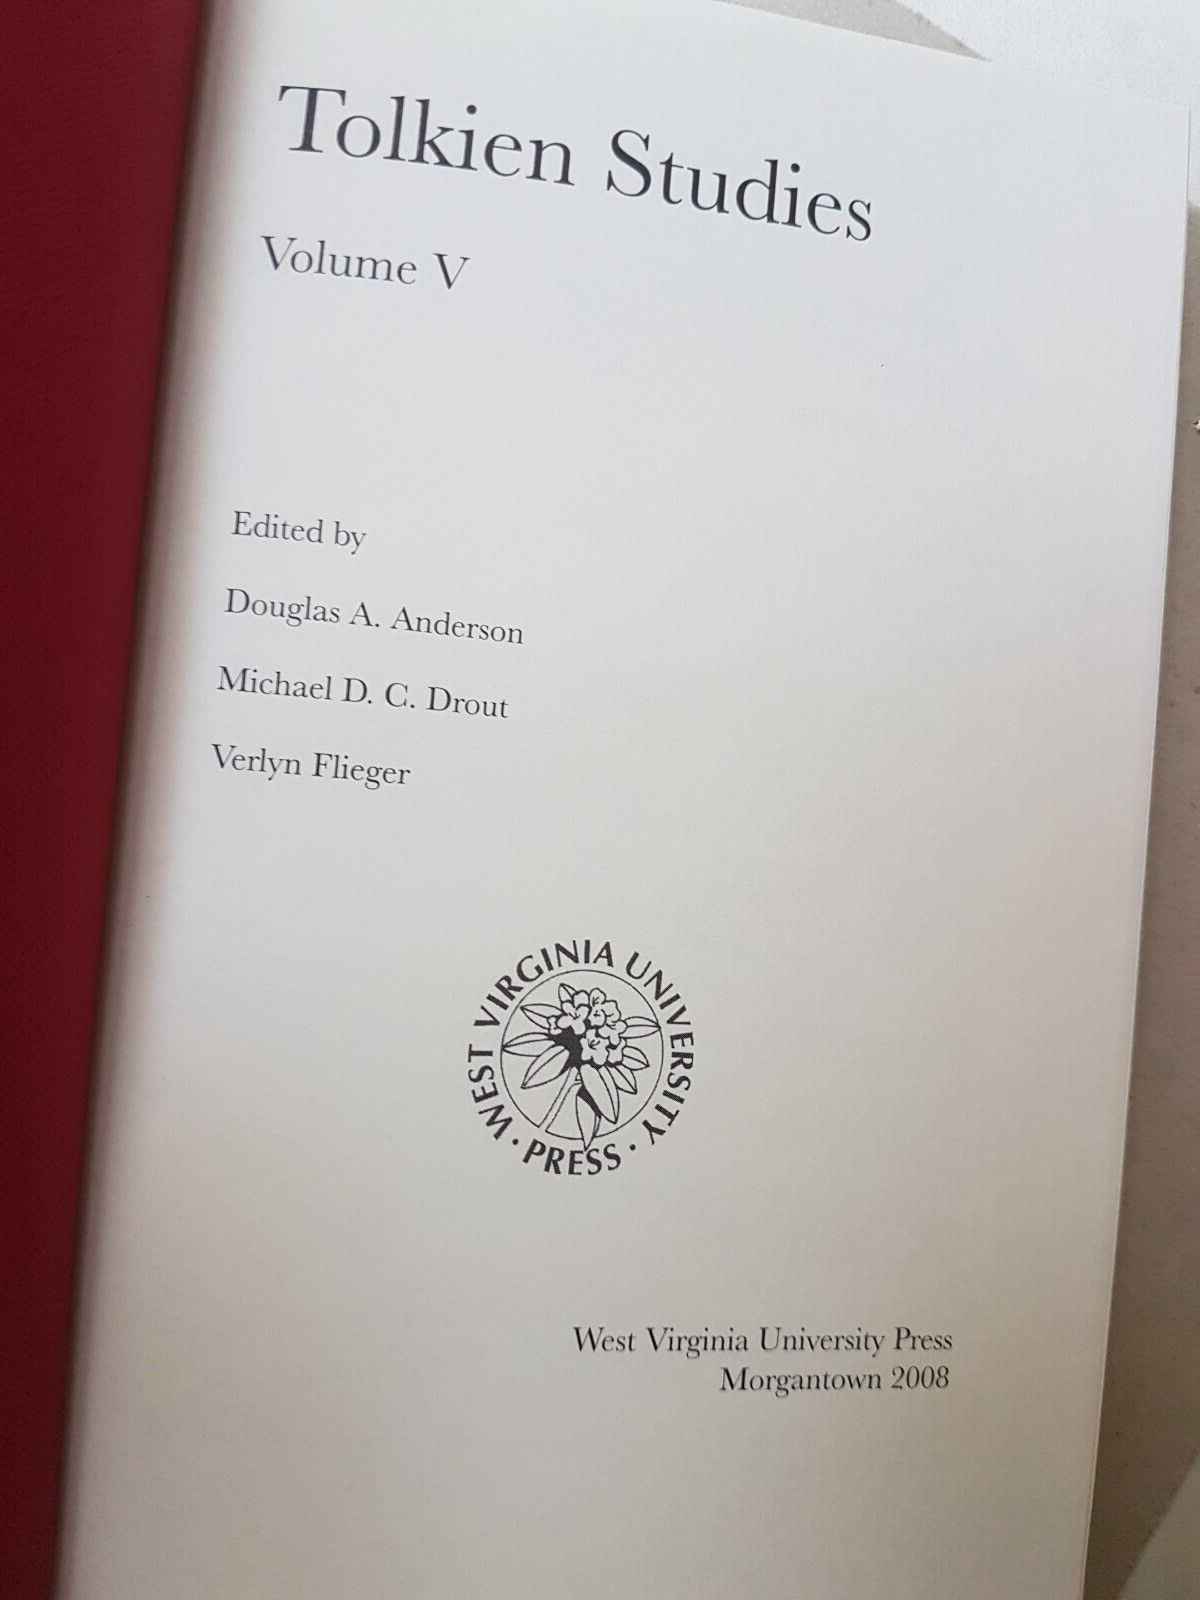 Tolkien Studies
Volume V
Edited by
Douglas A. Anderson
Michael D. C. Drout
Verlyn Flieger
WEST VIRGINIA UNIVERSITY
· PRESS ·
West Virginia University Press
Morgantown 2008